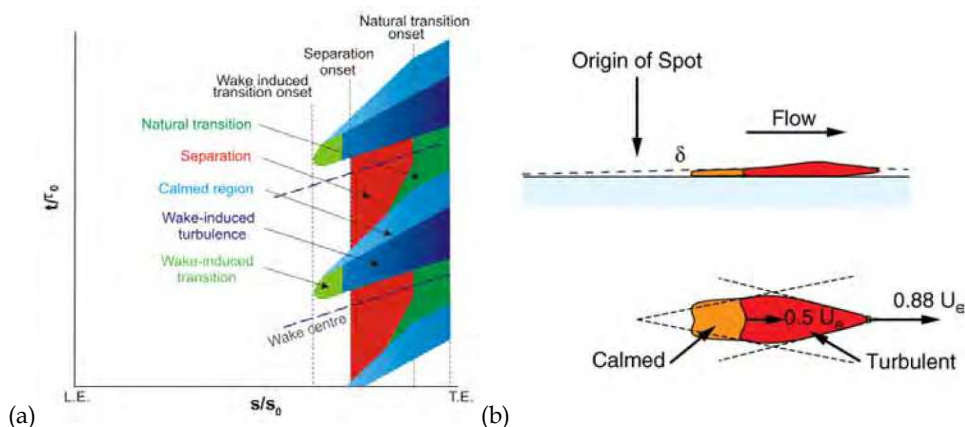 Natural transition
onset
Separation
onset
Wake induced
transition onset
Natural transition
Separation
Calmed region
Wake-induced
turbulence
Wake-induced
transition
Wake centre
t/τ₀
L.E.
s/s₀
T.E.
(a)
Origin of Spot
Flow
δ
0.88 Uₑ
0.5 Uₑ
Calmed
Turbulent
(b)